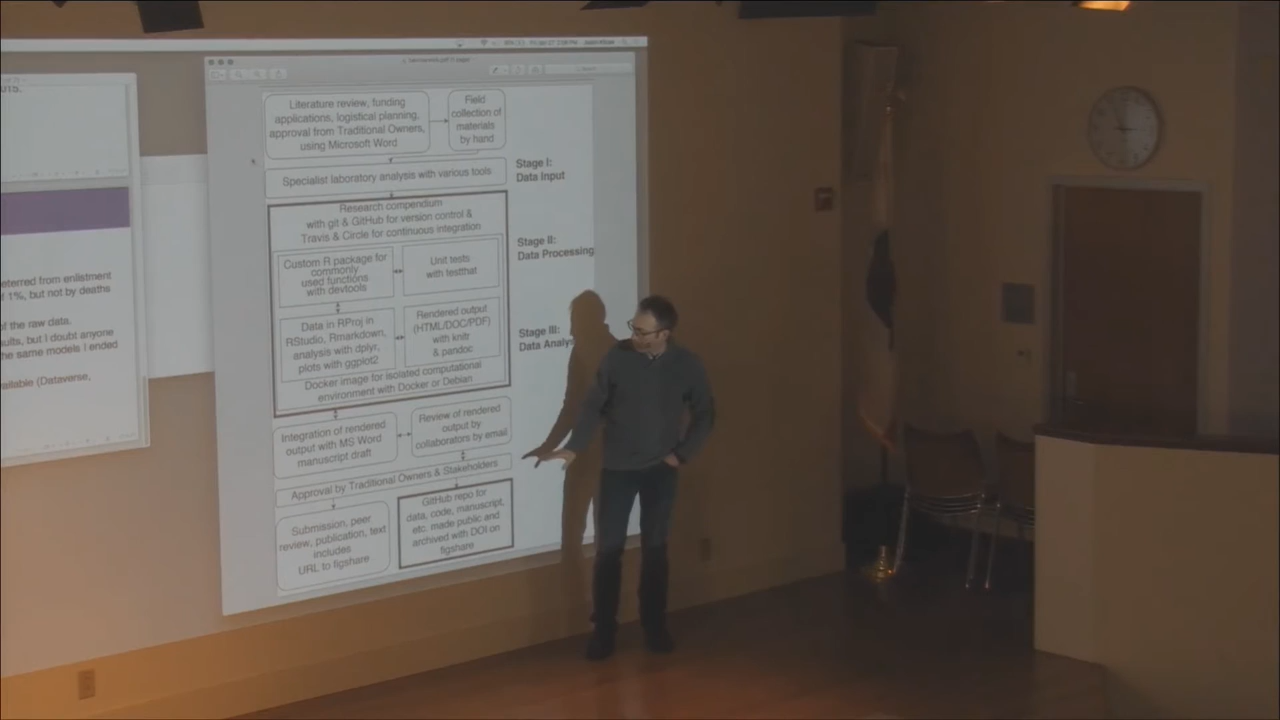 2015.
eterred from enlistment
f 1%, but not by deaths
of the raw data.
sults, but I doubt anyone
the same models I ended
vailable (Dataverse,
Literature review, funding
applications, logistical planning,
approval from Traditional Owners,
using Microsoft Word
Field
collection of
materials
by hand
Specialist laboratory analysis with various tools
Stage I:
Data Input
Research compendium
with git & GitHub for version control &
Travis & Circle for continuous integration
Custom R package for
commonly
used functions
with devtools
Unit tests
with testthat
Stage II:
Data Processing
Data in RProj in
RStudio, Rmarkdown,
analysis with dplyr,
plots with ggplot2
Rendered output
(HTML/DOC/PDF)
with knitr
& pandoc
Stage III:
Data Analys
Docker image for isolated computational
environment with Docker or Debian
Integration of rendered
output with MS Word
manuscript draft
Review of rendered
output by
collaborators by email
Approval by Traditional Owners & Stakeholders
Submission, peer
review, publication, text
includes
URL to figshare
GitHub repo for
data, code, manuscript,
etc. made public and
archived with DOI on
figshare